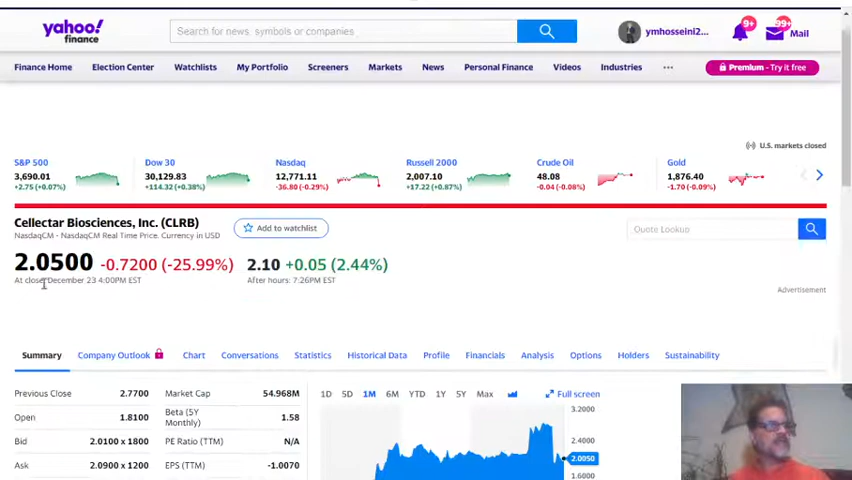 yahoo!
finance
Search for news, symbols or companies
ymhosseini2...
9+
99+
Mail
Finance Home Election Center Watchlists My Portfolio Screeners Markets News Personal Finance Videos Industries ... Premium - Try it free
U.S. markets closed
S&P 500 Dow 30 Nasdaq Russell 2000 Crude Oil Gold
3,690.01 30,129.83 12,771.11 2,007.10 48.08 1,876.40
+2.75 (+0.07%) +114.32 (+0.38%) -36.80 (-0.29%) +17.22 (+0.87%) -0.04 (-0.08%) -1.70 (-0.09%)
Cellectar Biosciences, Inc. (CLRB)
NasdaqCM - NasdaqCM Real Time Price. Currency in USD
Add to watchlist
Quote Lookup
2.0500 -0.7200 (-25.99%) 2.10 +0.05 (2.44%)
At close: December 23 4:00PM EST After hours: 7:26PM EST
Advertisement
Summary Company Outlook Chart Conversations Statistics Historical Data Profile Financials Analysis Options Holders Sustainability
Previous Close 2.7700 Market Cap 54.968M
1D 5D 1M 6M YTD 1Y 5Y Max Full screen
Open 1.8100 Beta (5Y Monthly) 1.58
Bid 2.0100 x 1800 PE Ratio (TTM) N/A
Ask 2.0900 x 1200 EPS (TTM) -1.0070
3.2000
2.4000
2.0050
1.6000